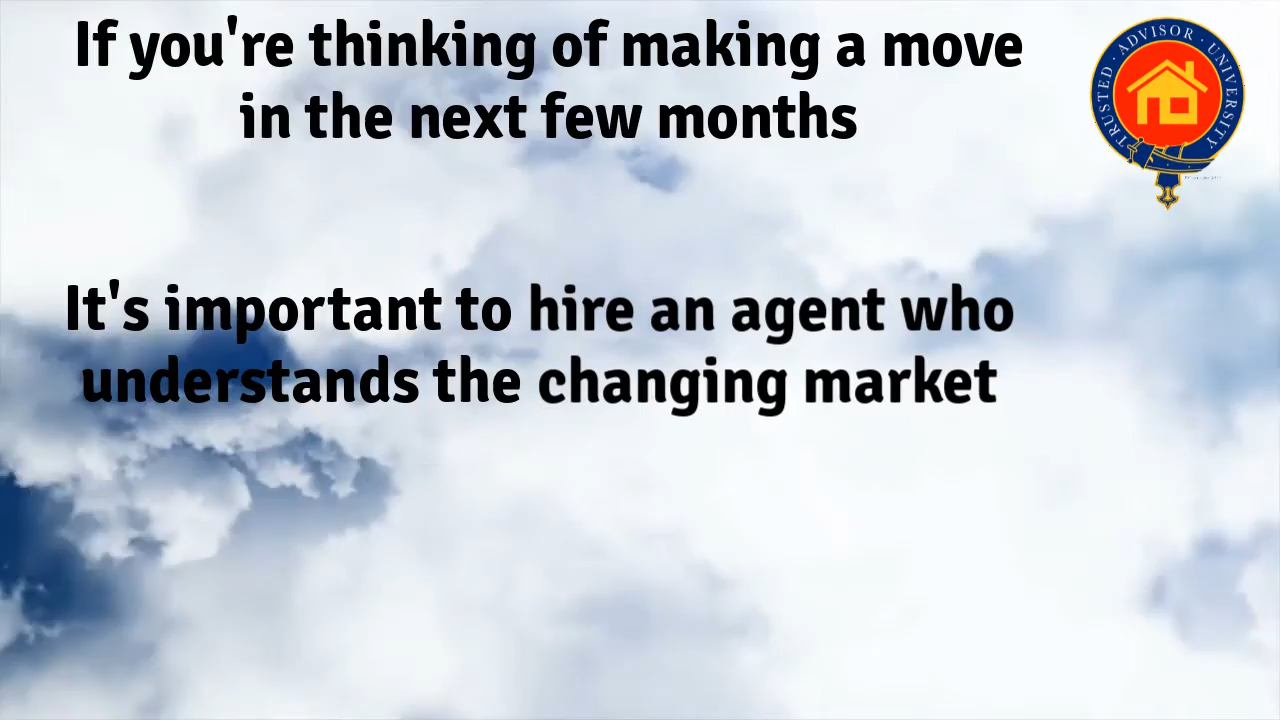 If you're thinking of making a move
in the next few months
TRUSTED · ADVISOR · UNIVERSITY
It's important to hire an agent who
understands the changing market